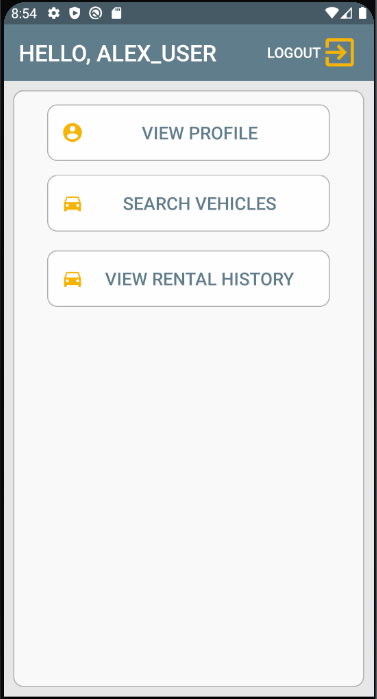 8:54
HELLO, ALEX_USER
LOGOUT
VIEW PROFILE
SEARCH VEHICLES
VIEW RENTAL HISTORY